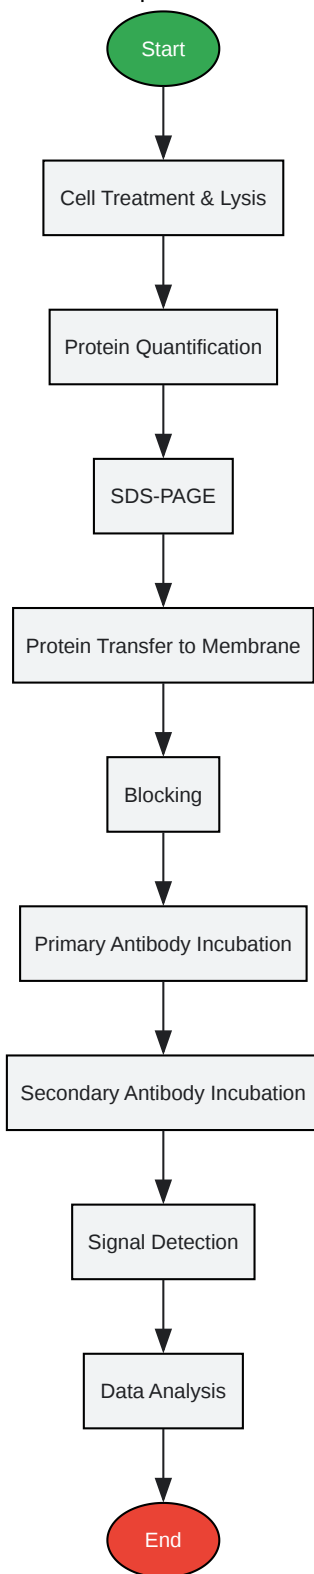 Start
Cell Treatment & Lysis
Protein Quantification
SDS-PAGE
Protein Transfer to Membrane
Blocking
Primary Antibody Incubation
Secondary Antibody Incubation
Signal Detection
Data Analysis
End